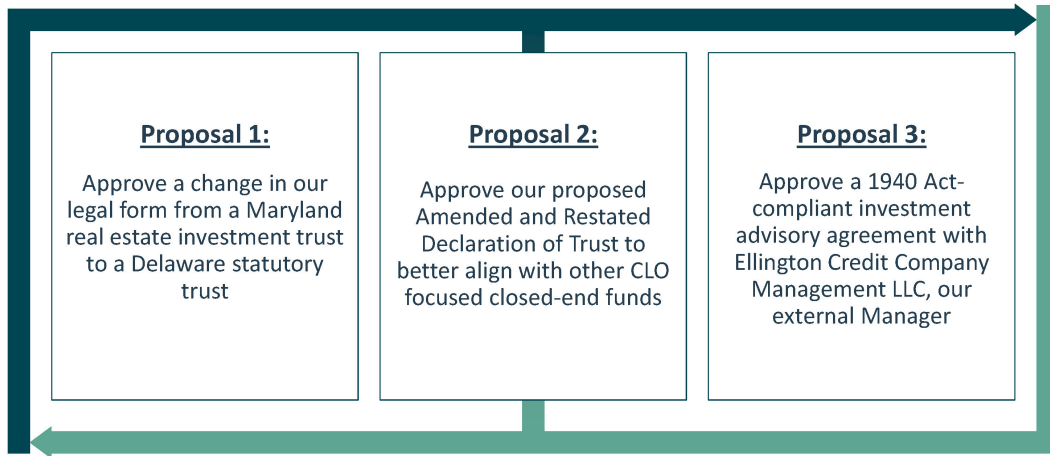 Proposal 1:
Approve a change in our
legal form from a Maryland
real estate investment trust
to a Delaware statutory
trust
Proposal 2:
Approve our proposed
Amended and Restated
Declaration of Trust to
better align with other CLO
focused closed-end funds
Proposal 3:
Approve a 1940 Act-
compliant investment
advisory agreement with
Ellington Credit Company
Management LLC, our
external Manager